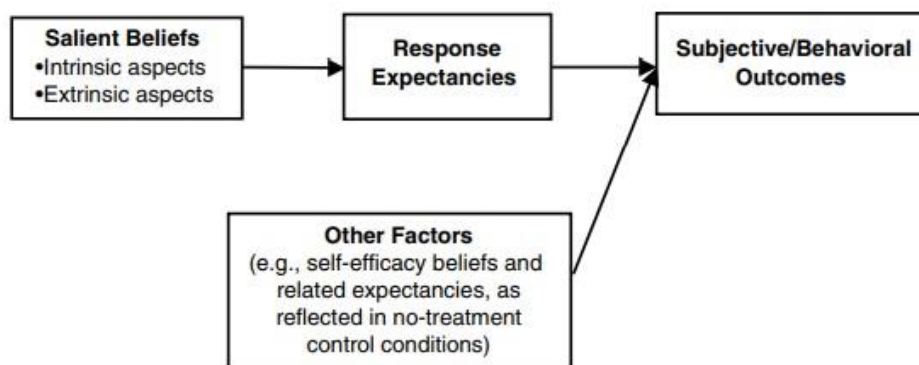 Salient Beliefs
•Intrinsic aspects
•Extrinsic aspects
Response
Expectancies
Subjective/Behavioral
Outcomes
Other Factors
(e.g., self-efficacy beliefs and
related expectancies, as
reflected in no-treatment
control conditions)